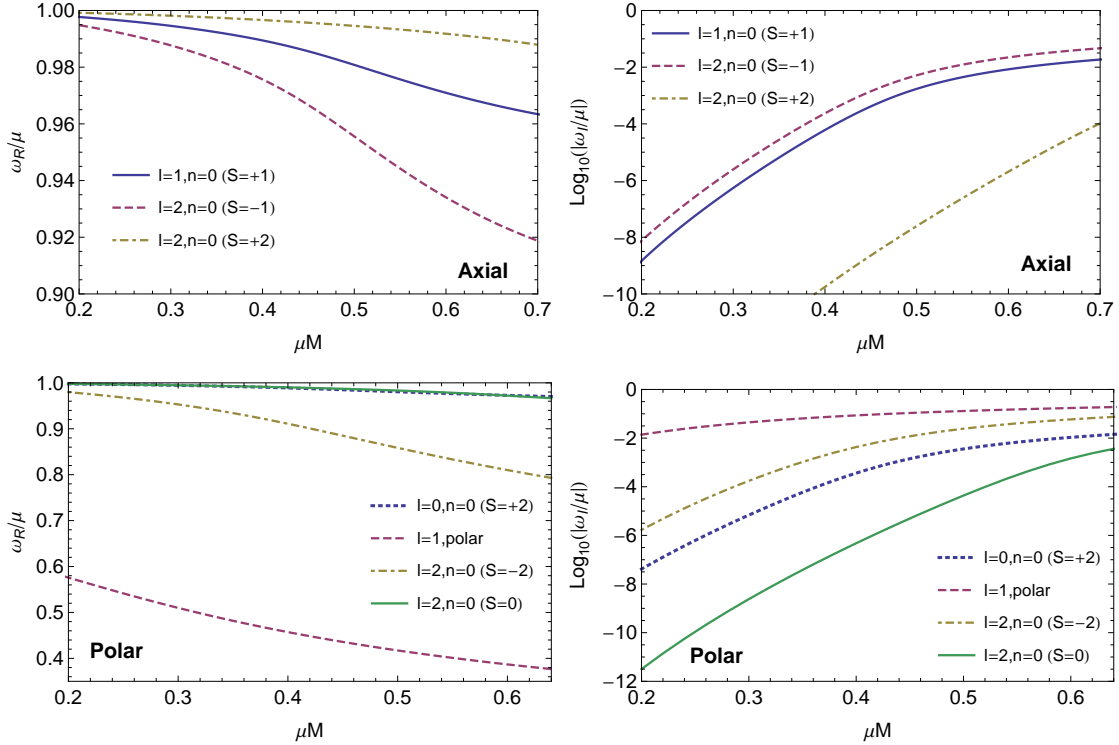 1.00
0.98
0.96
0.94
0.92
0.90
0.2 0.3 0.4 0.5 0.6 0.7
ωR/μ
μM
l=1,n=0 (S=+1)
l=2,n=0 (S=−1)
l=2,n=0 (S=+2)
Axial
0
−2
−4
−6
−8
−10
0.2 0.3 0.4 0.5 0.6 0.7
Log10(|ωI/μ|)
μM
l=1,n=0 (S=+1)
l=2,n=0 (S=−1)
l=2,n=0 (S=+2)
Axial
1.0
0.9
0.8
0.7
0.6
0.5
0.4
0.2 0.3 0.4 0.5 0.6
ωR/μ
μM
l=0,n=0 (S=+2)
l=1,polar
l=2,n=0 (S=−2)
l=2,n=0 (S=0)
Polar
0
−2
−4
−6
−8
−10
−12
0.2 0.3 0.4 0.5 0.6
Log10(|ωI/μ|)
μM
l=0,n=0 (S=+2)
l=1,polar
l=2,n=0 (S=−2)
l=2,n=0 (S=0)
Polar